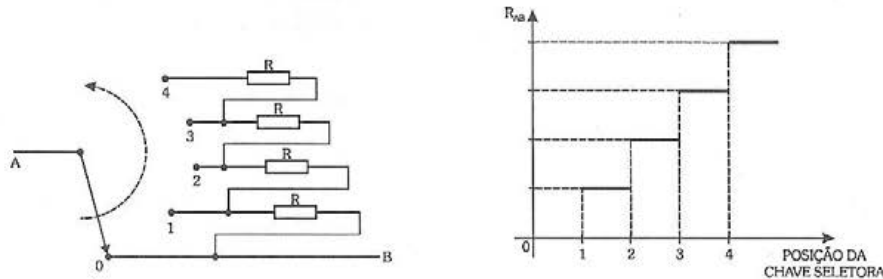 R
4
R
3
A
R
2
R
1
0
B
R_AB
0
1 2 3 4
POSIÇÃO DA
CHAVE SELETORA